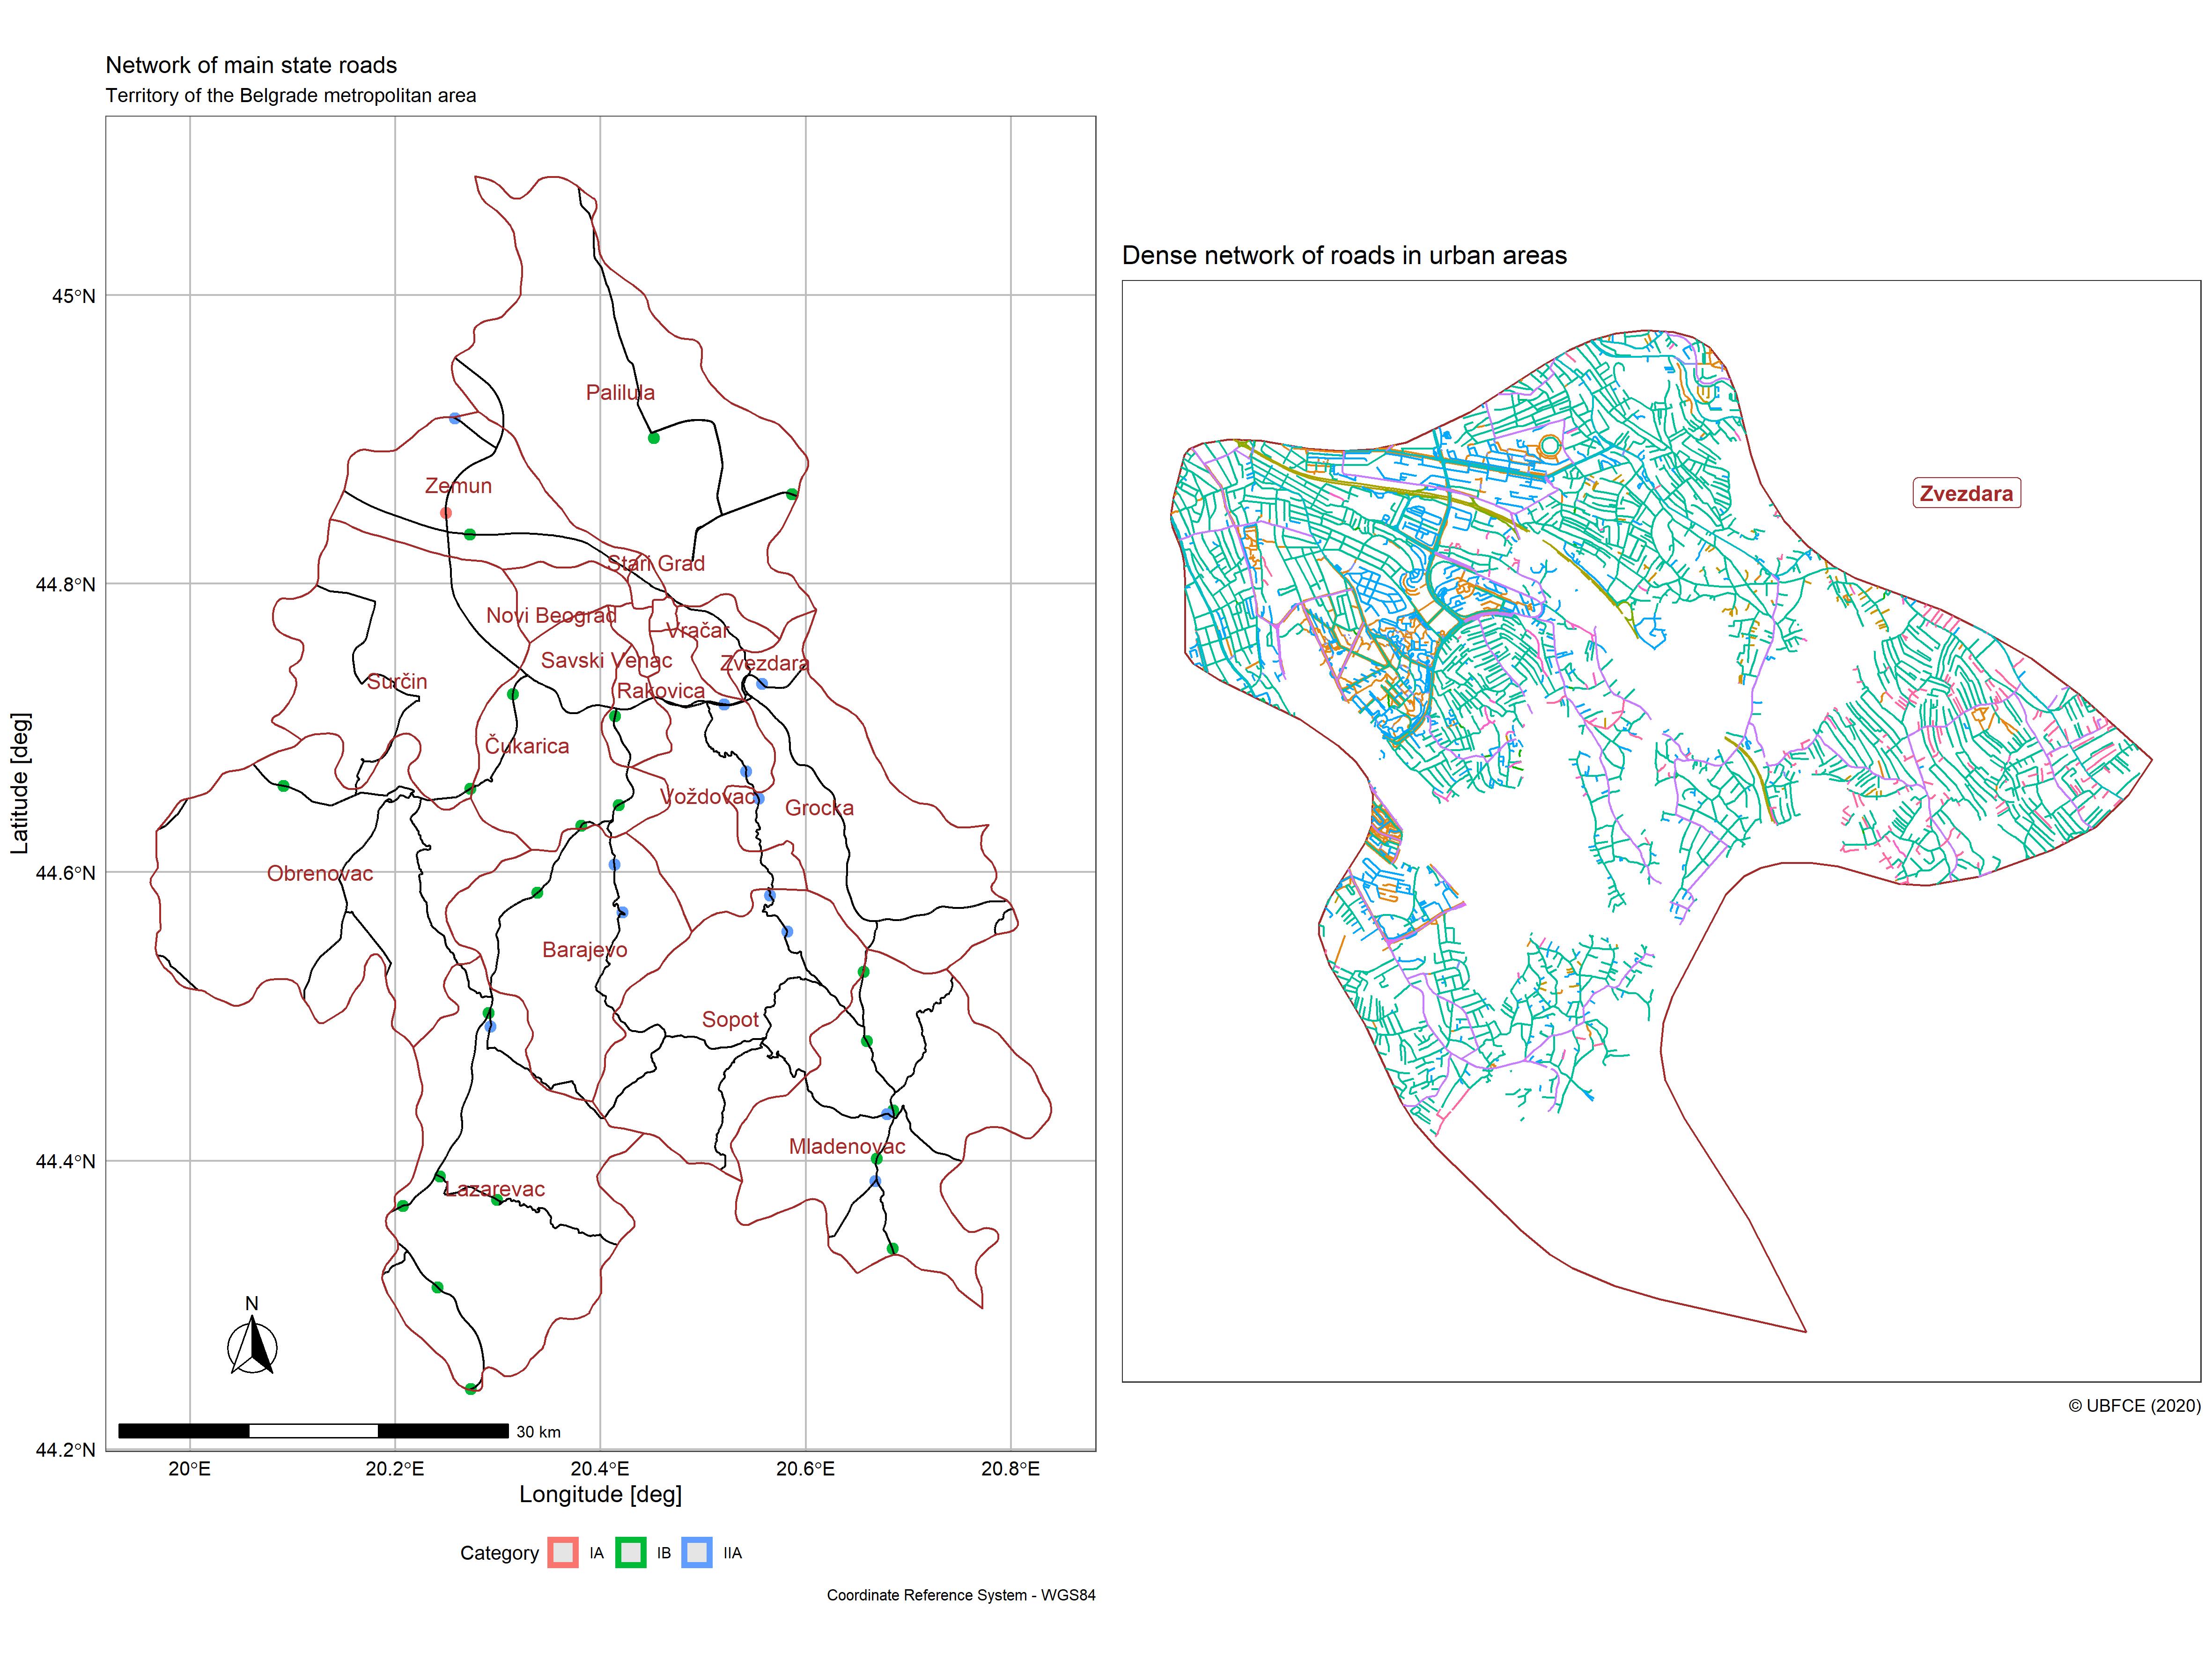 Network of main state roads
Territory of the Belgrade metropolitan area
45°N
44.8°N
44.6°N
44.4°N
44.2°N
Latitude [deg]
Palilula
Zemun
Stari Grad
Novi Beograd
Vračar
Savski Venac
Zvezdara
Rakovica
Surčin
Čukarica
Voždovac
Grocka
Obrenovac
Barajevo
Sopot
Mladenovac
Lazarevac
N
30 km
20°E
20.2°E
20.4°E
20.6°E
20.8°E
Longitude [deg]
Category
IA
IB
IIA
Coordinate Reference System - WGS84
Dense network of roads in urban areas
Zvezdara
© UBFCE (2020)